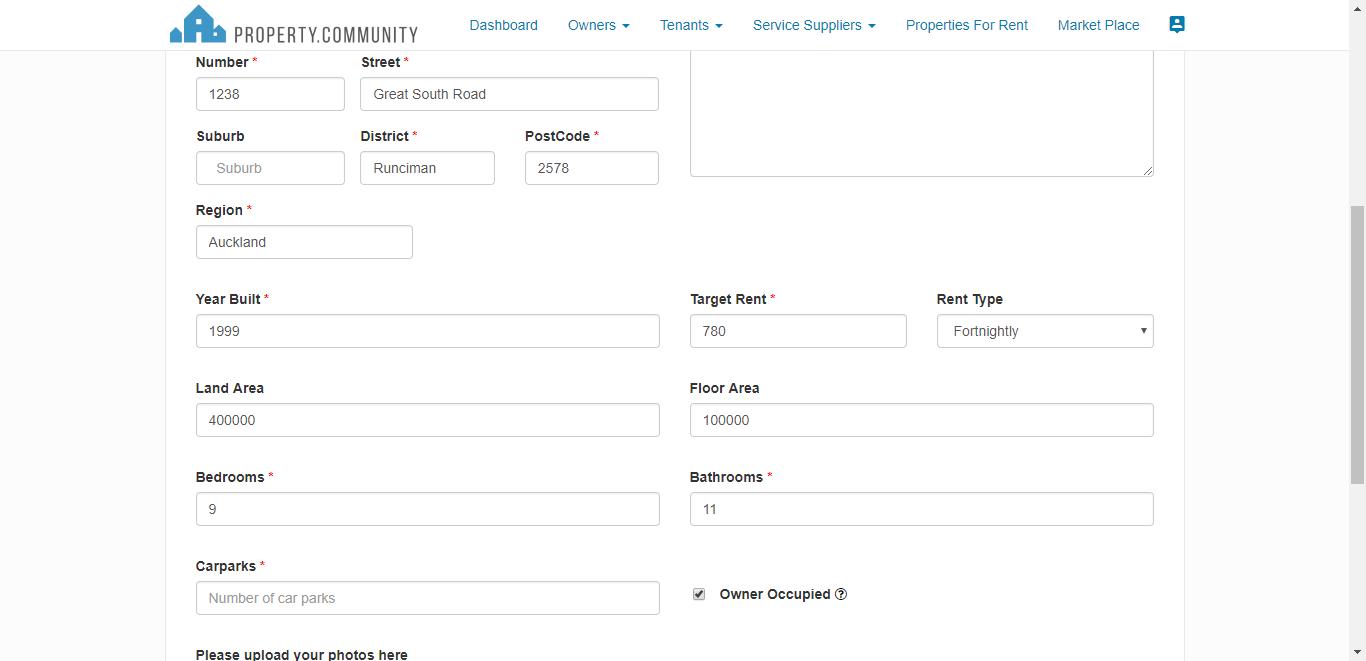 PROPERTY.COMMUNITY Dashboard Owners Tenants Service Suppliers Properties For Rent Market Place
Number * Street *
1238 Great South Road
Suburb District * PostCode *
Suburb Runciman 2578
Region *
Auckland
Year Built * Target Rent * Rent Type
1999 780 Fortnightly
Land Area Floor Area
400000 100000
Bedrooms * Bathrooms *
9 11
Carparks *
Number of car parks Owner Occupied ?
Please upload your photos here